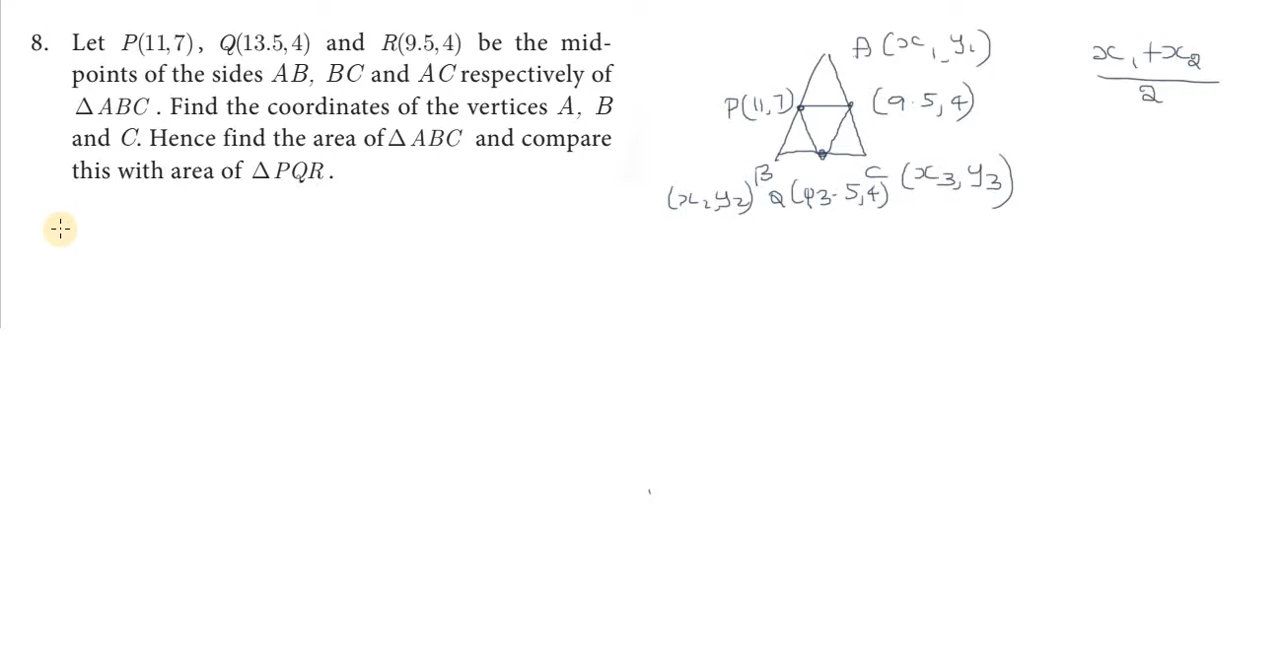 8. Let P(11,7), Q(13.5,4) and R(9.5,4) be the mid-
points of the sides AB, BC and AC respectively of
∆ABC. Find the coordinates of the vertices A, B
and C. Hence find the area of ∆ABC and compare
this with area of ∆PQR.
A (x₁, y₁)
x₁+x₂
2
P(11,7)
(9.5,4)
B
C
(x₃, y₃)
(x₂, y₂)
Q(13.5,4)